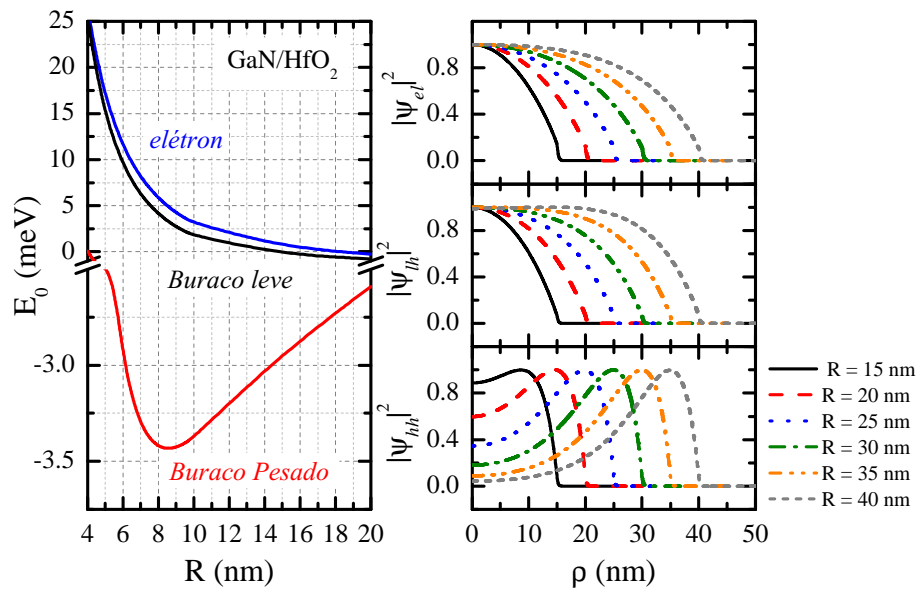 GaN/HfO₂
elétron
Buraco leve
Buraco Pesado
E₀ (meV)
25
20
15
10
5
0
-3.0
-3.5
4 6 8 10 12 14 16 18 20
R (nm)
|Ψₑₗ|²
0.8
0.4
0.0
|Ψₗₕ|²
0.8
0.4
0.0
|Ψₕₕ|²
0.8
0.4
0.0
0 10 20 30 40 50
ρ (nm)
R = 15 nm
R = 20 nm
R = 25 nm
R = 30 nm
R = 35 nm
R = 40 nm